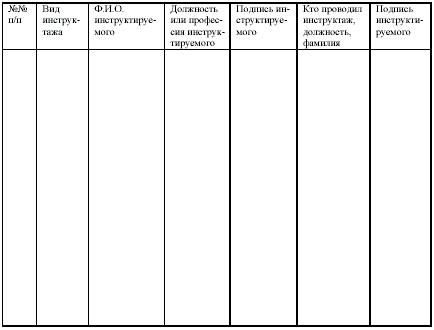 №№
п/п
Вид
инструк-
тажа
Ф.И.О.
инструктируе-
мого
Должность
или профес-
сия инструк-
тируемого
Подпись ин-
структируе-
мого
Кто проводил
инструктаж,
должность,
фамилия
Подпись
инструкти-
руемого